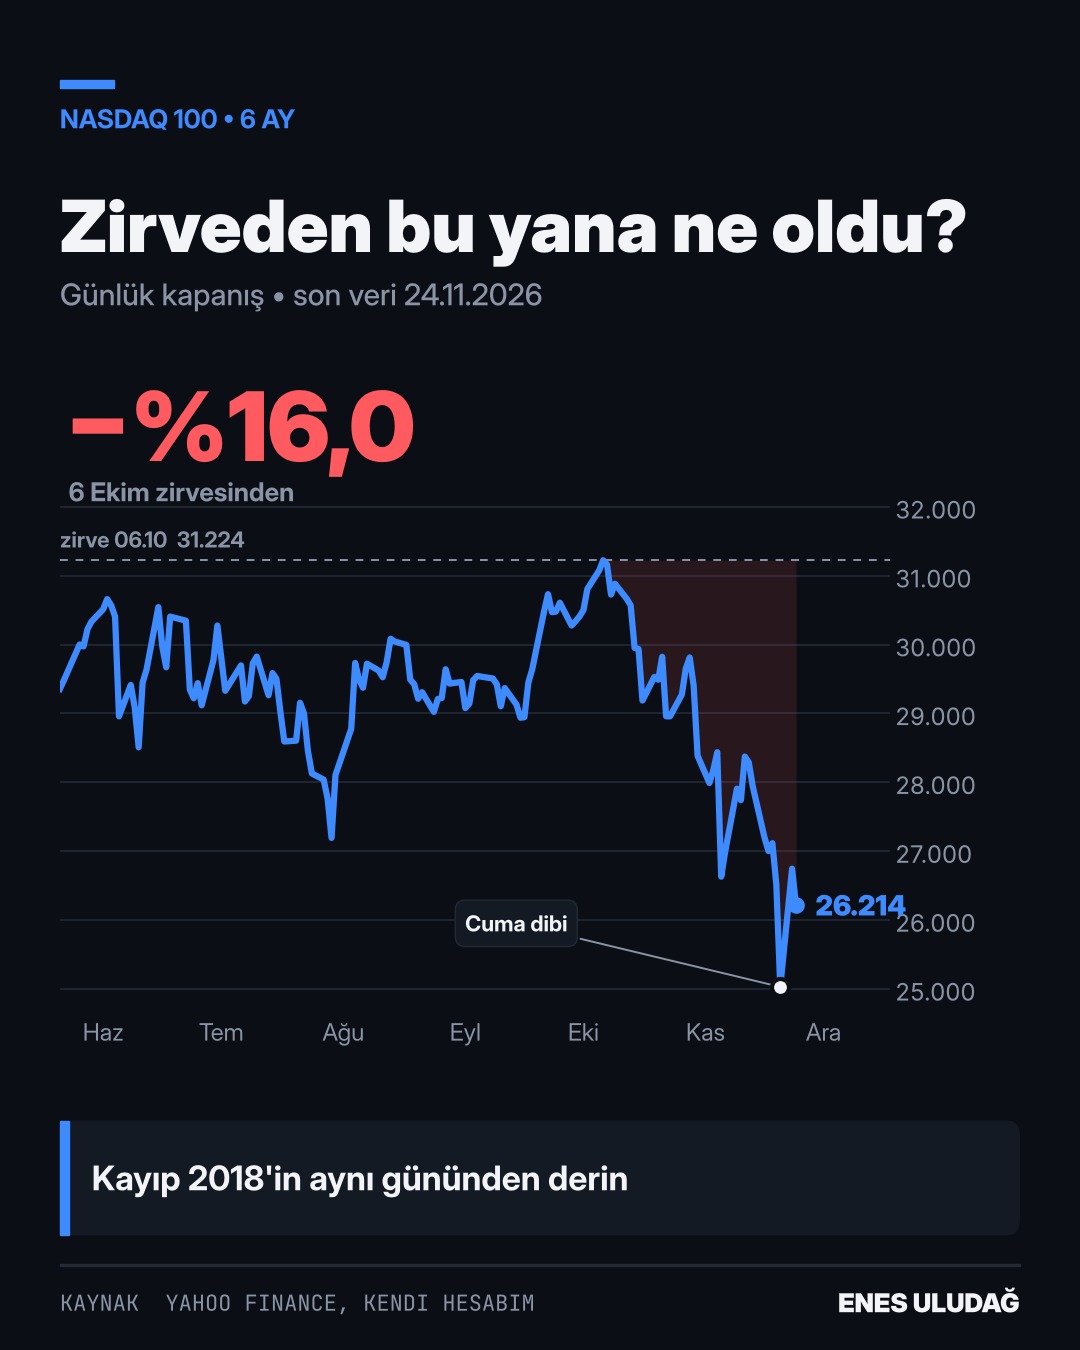 NASDAQ 100 • 6 AY
Zirveden bu yana ne oldu?
Günlük kapanış • son veri 24.11.2026
−%16,0
6 Ekim zirvesinden
32.000
zirve 06.10 31.224
31.000
30.000
29.000
28.000
27.000
26.214
26.000
Cuma dibi
25.000
Haz Tem Ağu Eyl Eki Kas Ara
Kayıp 2018'in aynı gününden derin
KAYNAK YAHOO FINANCE, KENDI HESABIM
ENES ULUDAĞ